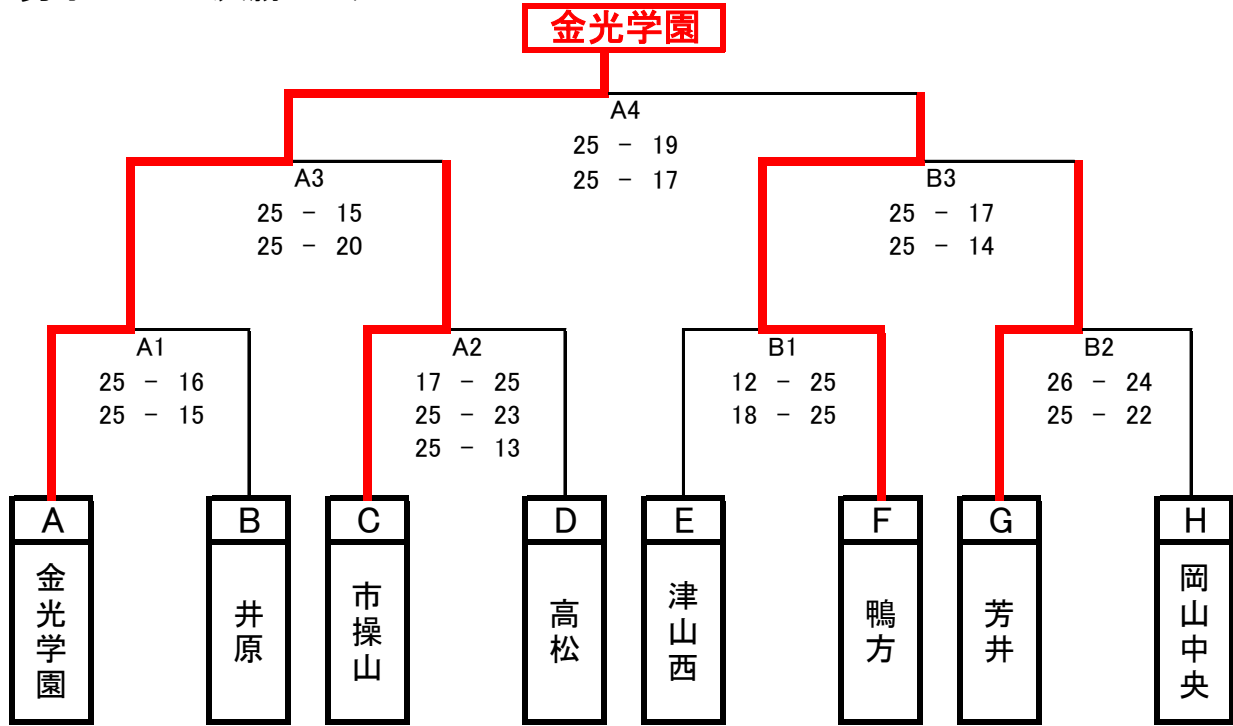 金光学園
A4
25 － 19
25 － 17
A3
25 － 15
25 － 20
B3
25 － 17
25 － 14
A1
25 － 16
25 － 15
A2
17 － 25
25 － 23
25 － 13
B1
12 － 25
18 － 25
B2
26 － 24
25 － 22
A
B
C
D
E
F
G
H
金光学園
井原
市操山
高松
津山西
鴨方
芳井
岡山中央